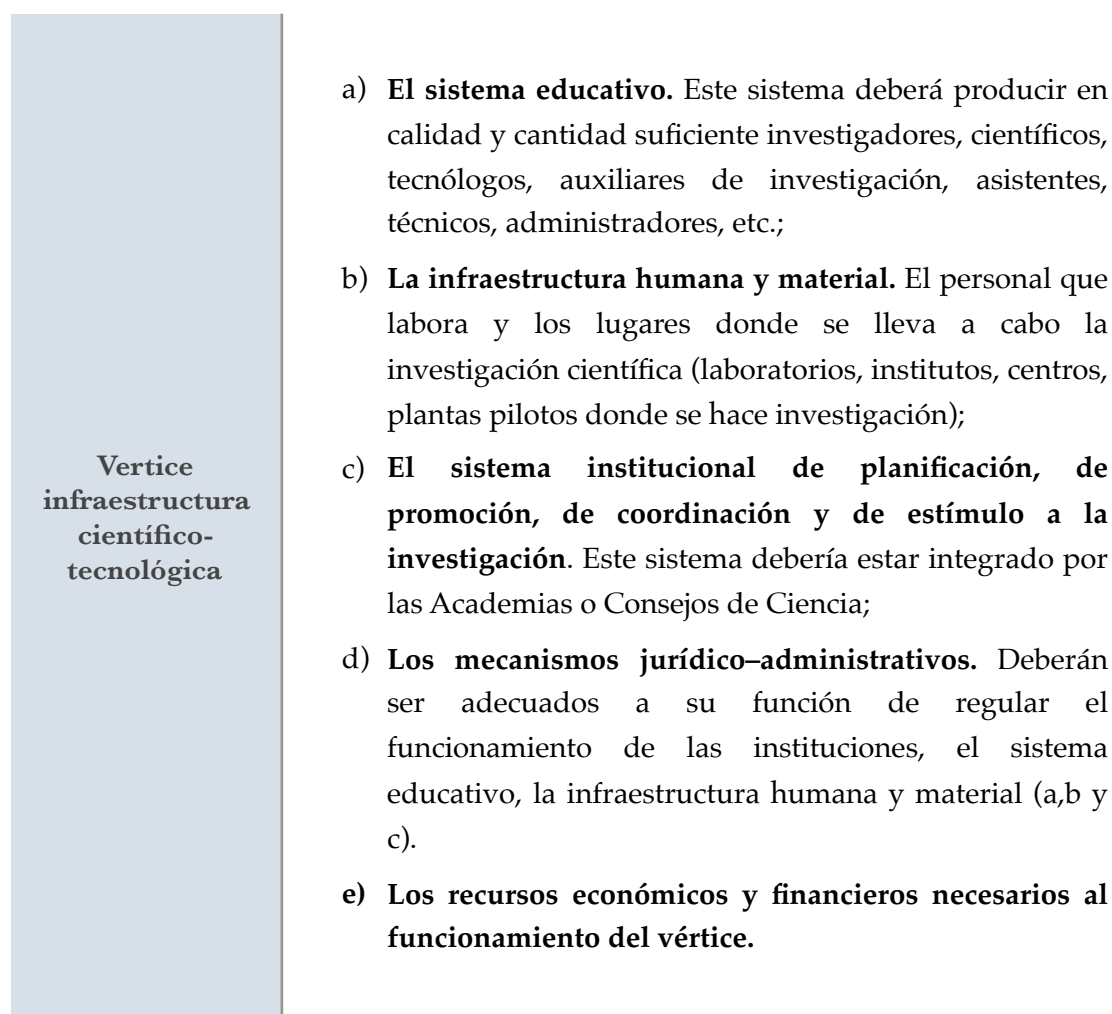 Vertice
infraestructura
científico-
tecnológica
a) El sistema educativo. Este sistema deberá producir en
calidad y cantidad suficiente investigadores, científicos,
tecnólogos, auxiliares de investigación, asistentes,
técnicos, administradores, etc.;
b) La infraestructura humana y material. El personal que
labora y los lugares donde se lleva a cabo la
investigación científica (laboratorios, institutos, centros,
plantas pilotos donde se hace investigación);
c) El sistema institucional de planificación, de
promoción, de coordinación y de estímulo a la
investigación. Este sistema debería estar integrado por
las Academias o Consejos de Ciencia;
d) Los mecanismos jurídico–administrativos. Deberán
ser adecuados a su función de regular el
funcionamiento de las instituciones, el sistema
educativo, la infraestructura humana y material (a,b y
c).
e) Los recursos económicos y financieros necesarios al
funcionamiento del vértice.